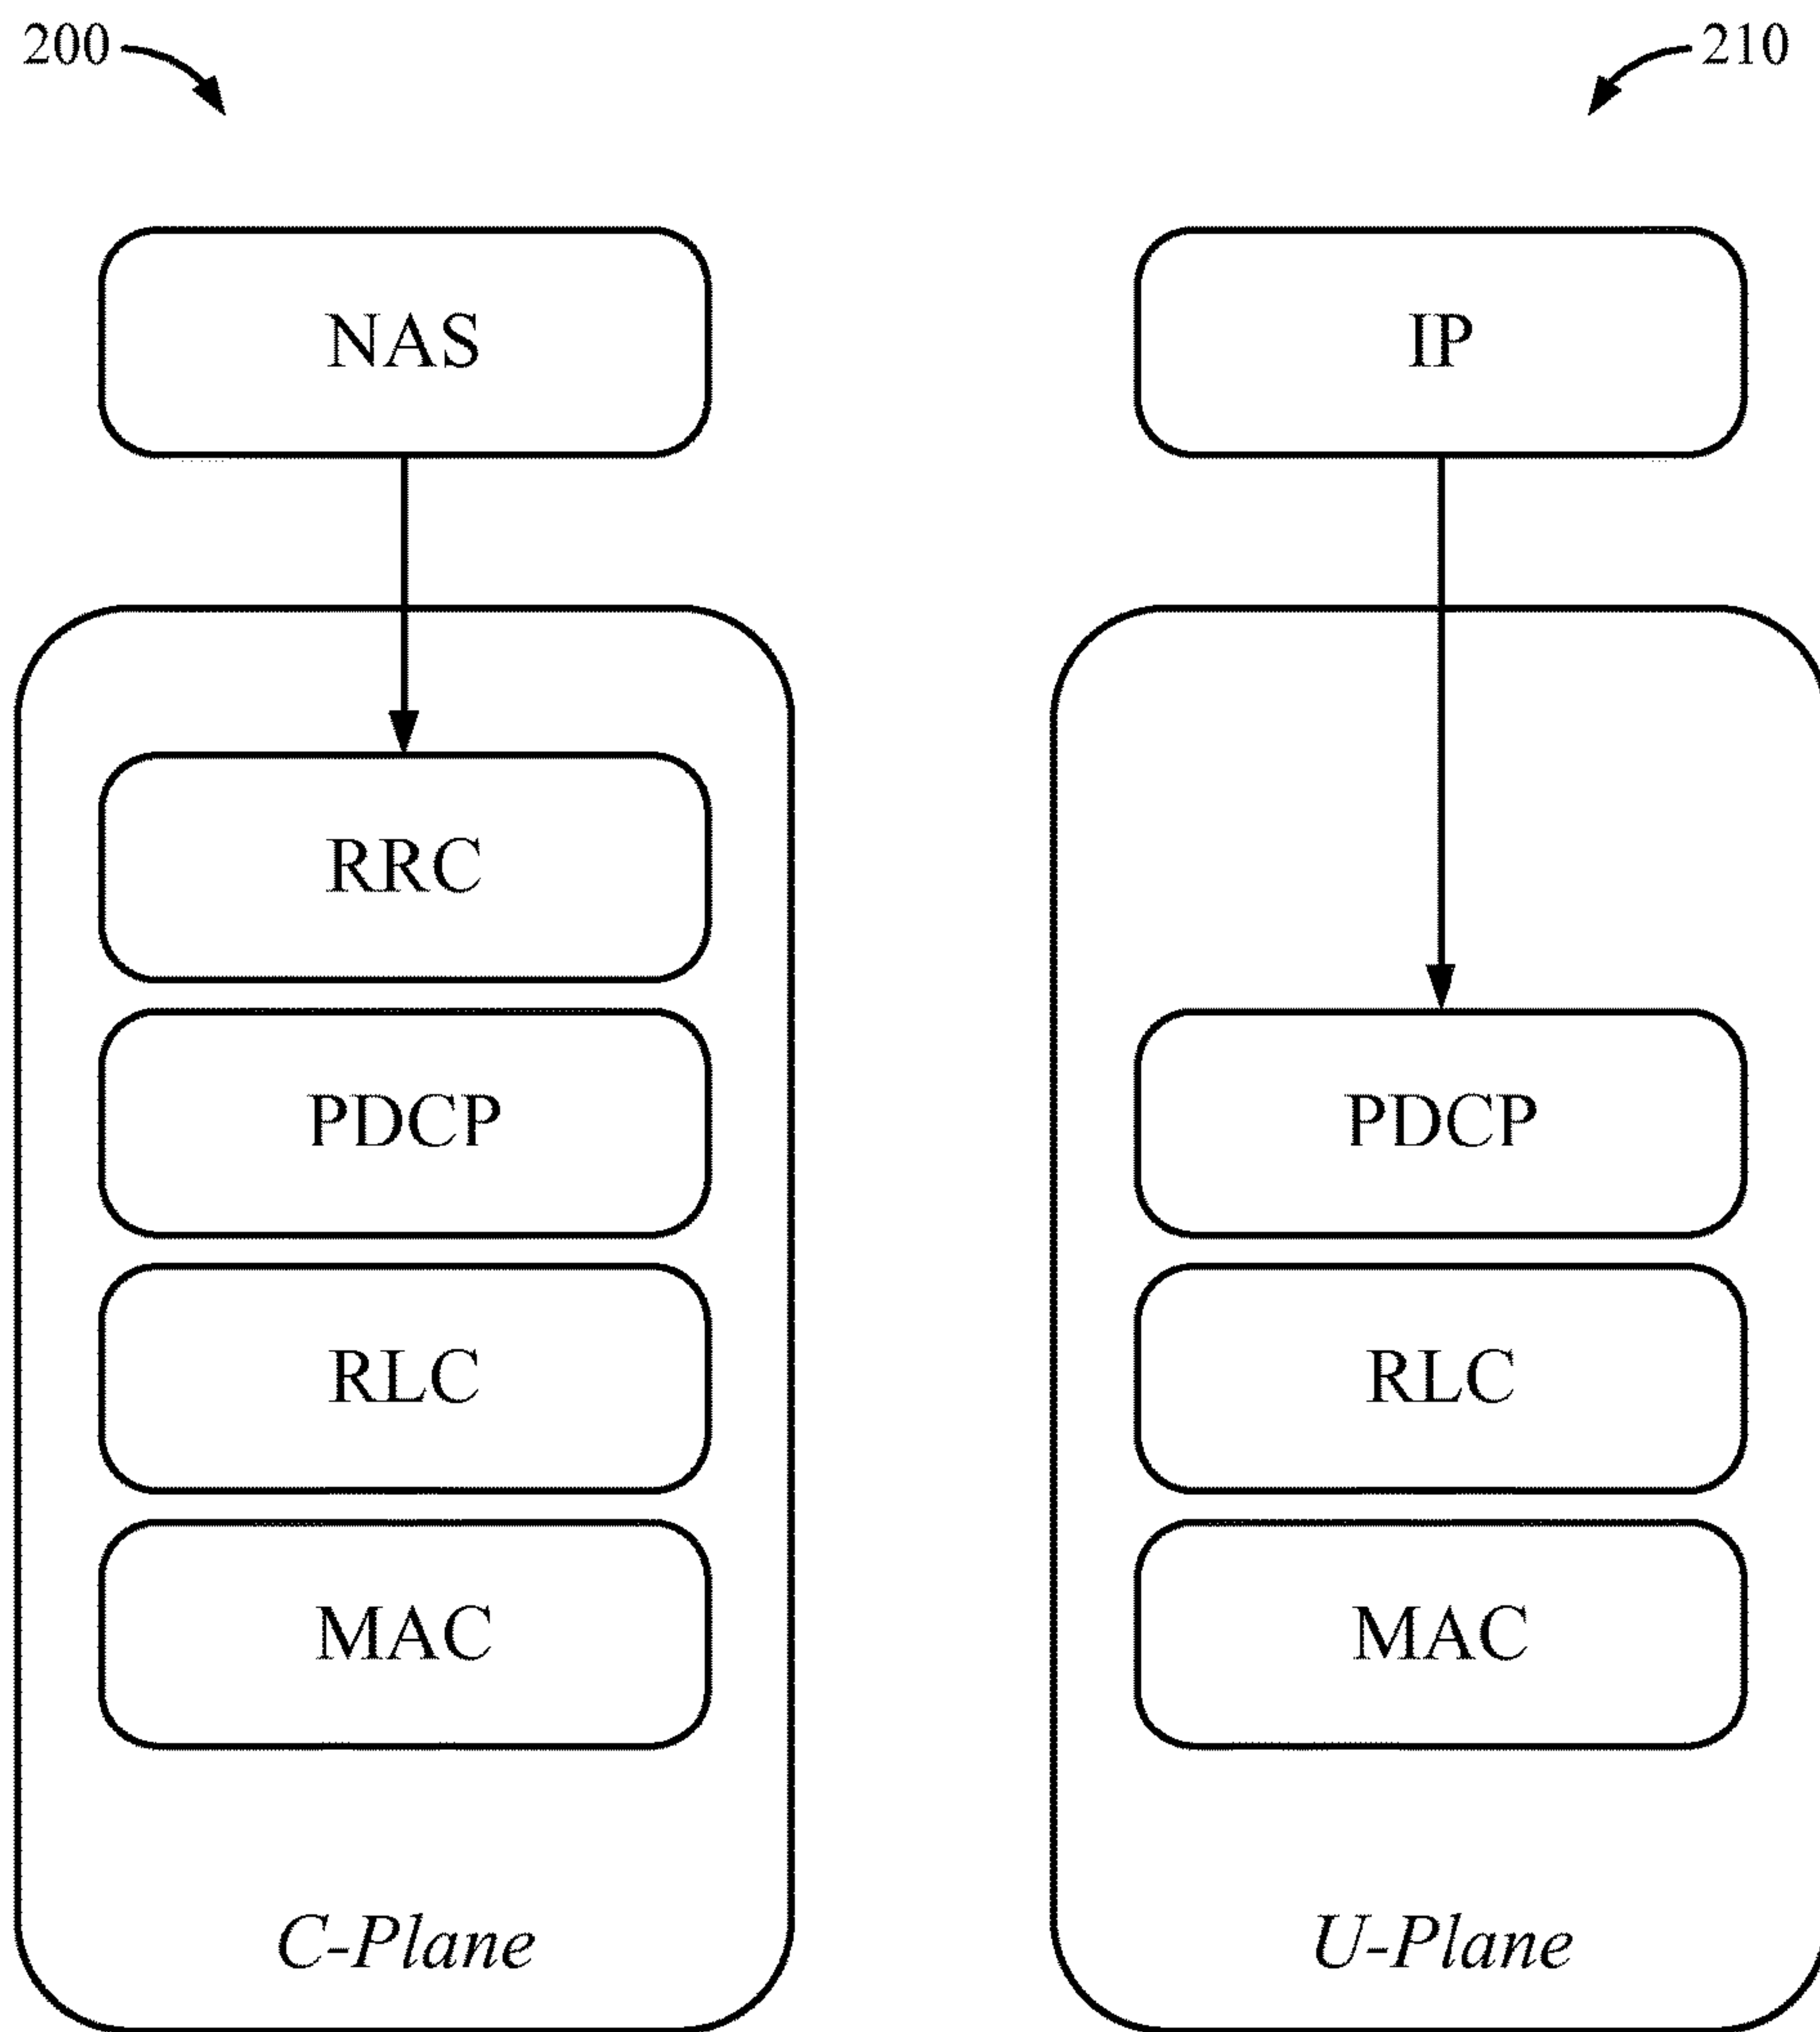 200
210
NAS
RRC
PDCP
RLC
MAC
C-Plane
IP
PDCP
RLC
MAC
U-Plane